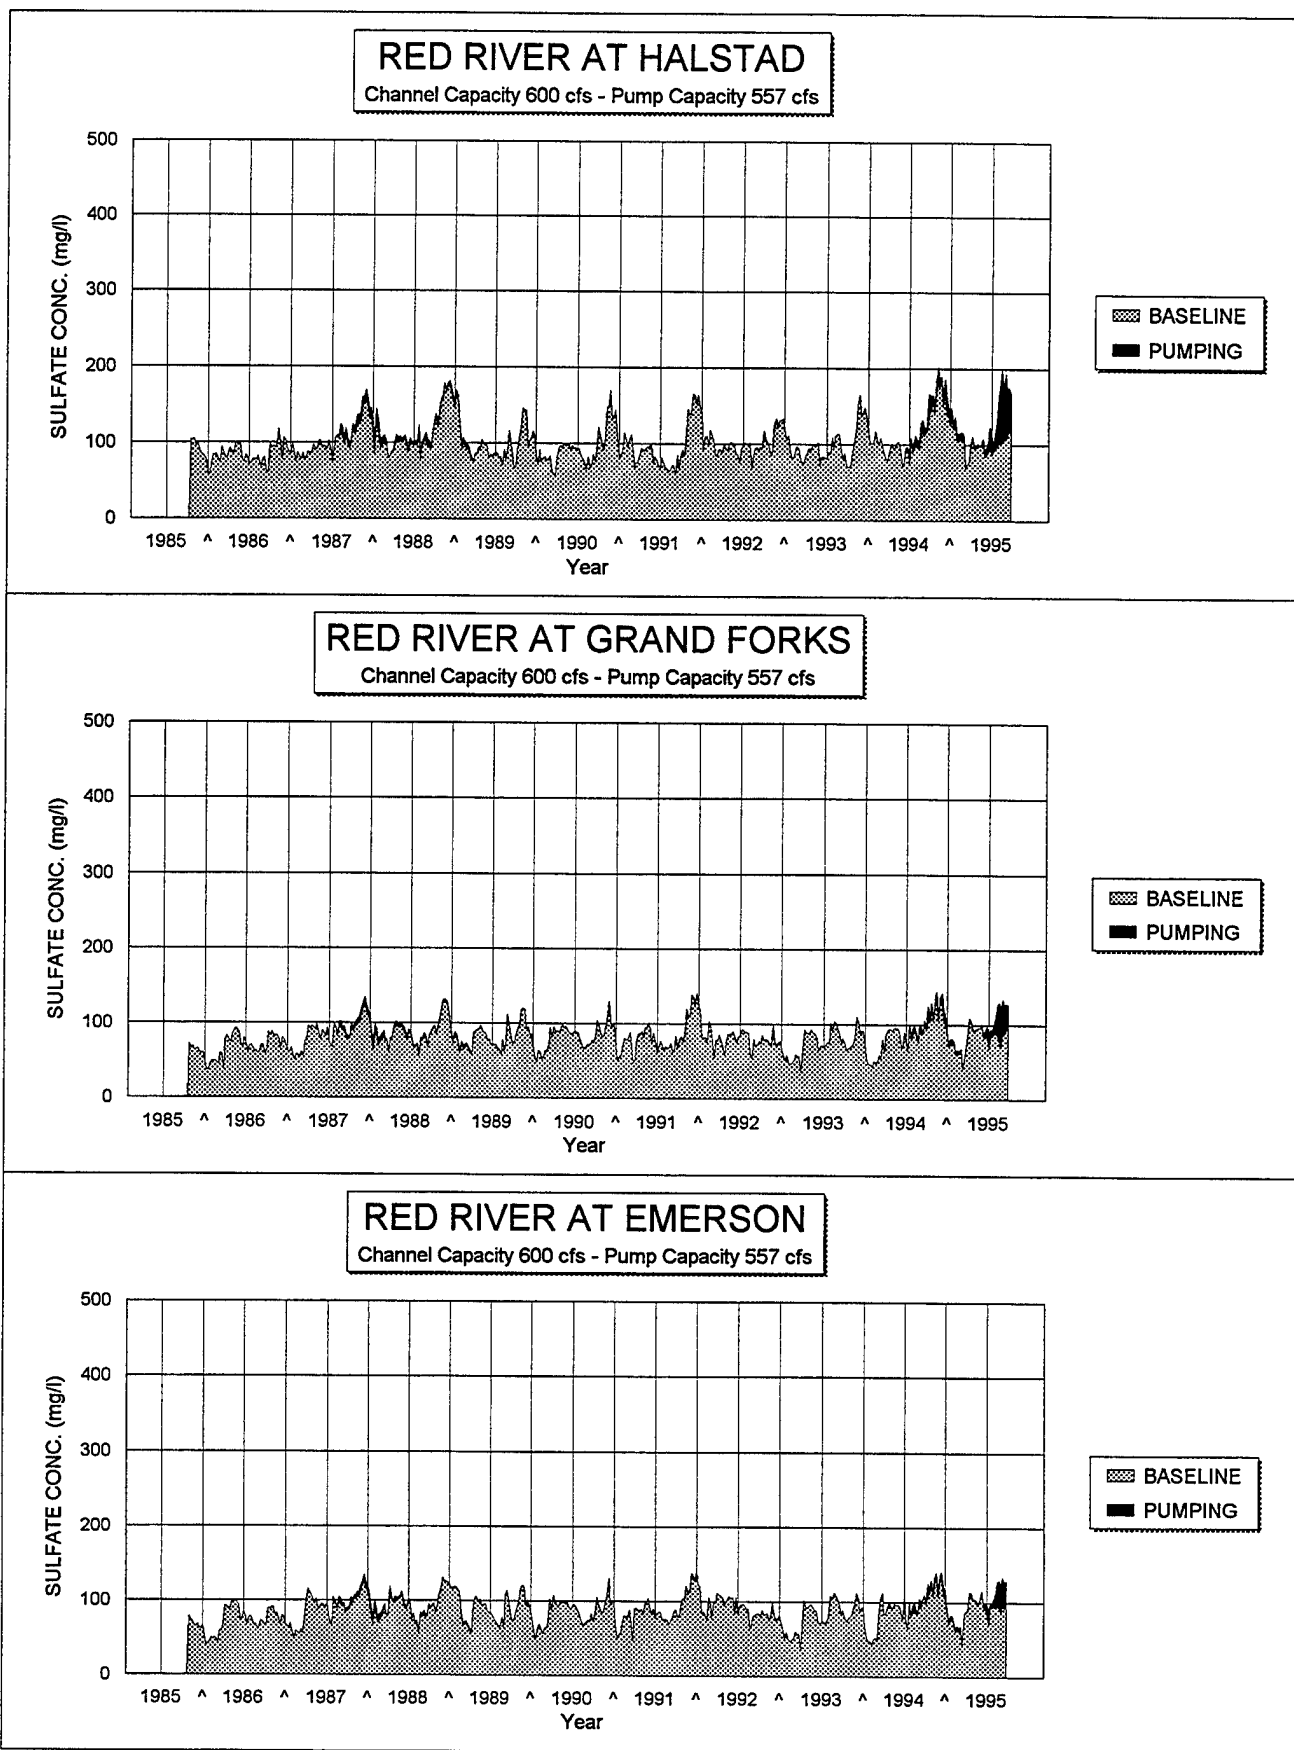 RED RIVER AT HALSTAD
Channel Capacity 600 cfs - Pump Capacity 557 cfs
SULFATE CONC. (mg/l)
500
400
300
200
100
0
1985 ^ 1986 ^ 1987 ^ 1988 ^ 1989 ^ 1990 ^ 1991 ^ 1992 ^ 1993 ^ 1994 ^ 1995
Year
BASELINE
PUMPING
RED RIVER AT GRAND FORKS
Channel Capacity 600 cfs - Pump Capacity 557 cfs
SULFATE CONC. (mg/l)
500
400
300
200
100
0
1985 ^ 1986 ^ 1987 ^ 1988 ^ 1989 ^ 1990 ^ 1991 ^ 1992 ^ 1993 ^ 1994 ^ 1995
Year
BASELINE
PUMPING
RED RIVER AT EMERSON
Channel Capacity 600 cfs - Pump Capacity 557 cfs
SULFATE CONC. (mg/l)
500
400
300
200
100
0
1985 ^ 1986 ^ 1987 ^ 1988 ^ 1989 ^ 1990 ^ 1991 ^ 1992 ^ 1993 ^ 1994 ^ 1995
Year
BASELINE
PUMPING